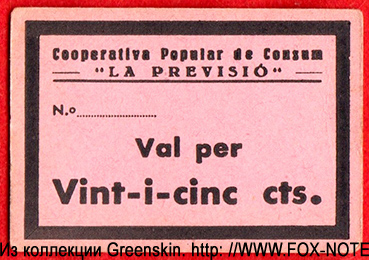 Cooperativa Popular de Consum
"LA PREVISIÓ"
N.º
Val per
Vint-i-cinc cts.
Из коллекции Greenskin. http: //WWW.FOX-NOTE